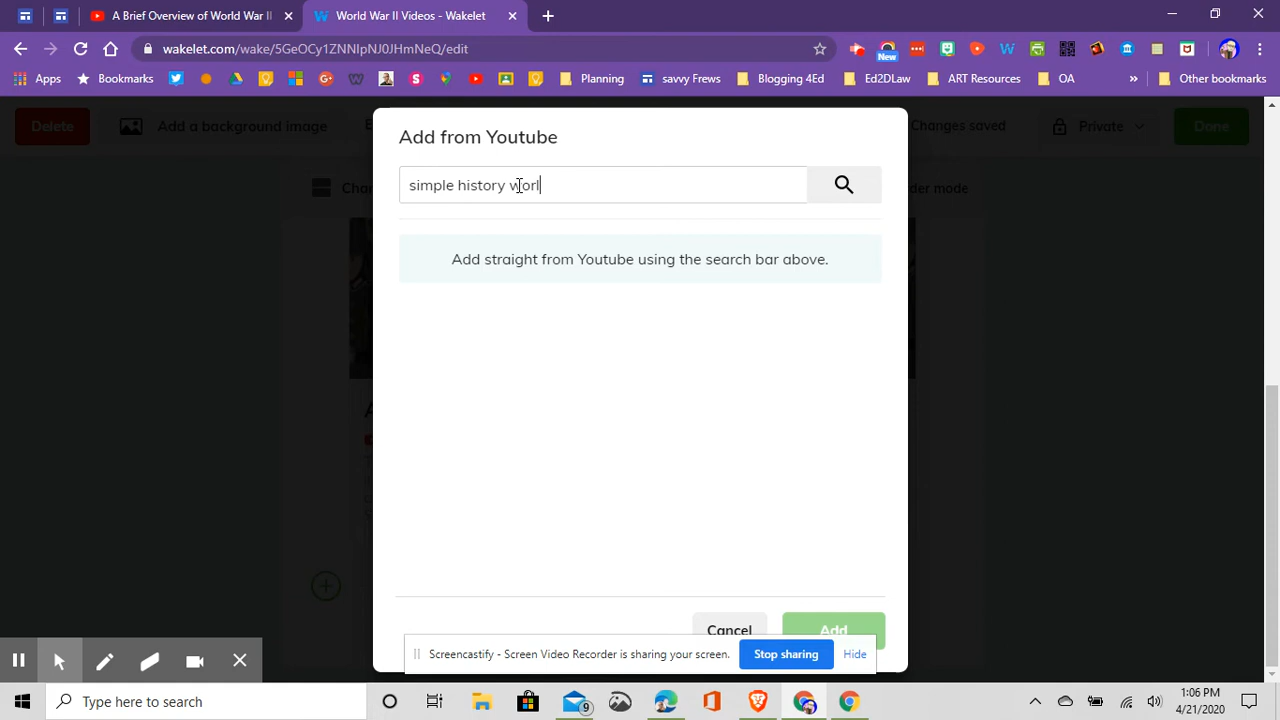 A Brief Overview of World War II
World War II Videos - Wakelet
wakelet.com/wake/5GeOCy1ZNNIpNJ0JHmNeQ/edit
New
Apps
Bookmarks
Planning
savvy Frews
Blogging 4Ed
Ed2DLaw
ART Resources
OA
Other bookmarks
Delete
Add a background image
Changes saved
Private
Done
Add from Youtube
simple history worl
Add straight from Youtube using the search bar above.
Cancel
Add
Screencastify - Screen Video Recorder is sharing your screen.
Stop sharing
Hide
Type here to search
9
1:06 PM
4/21/2020